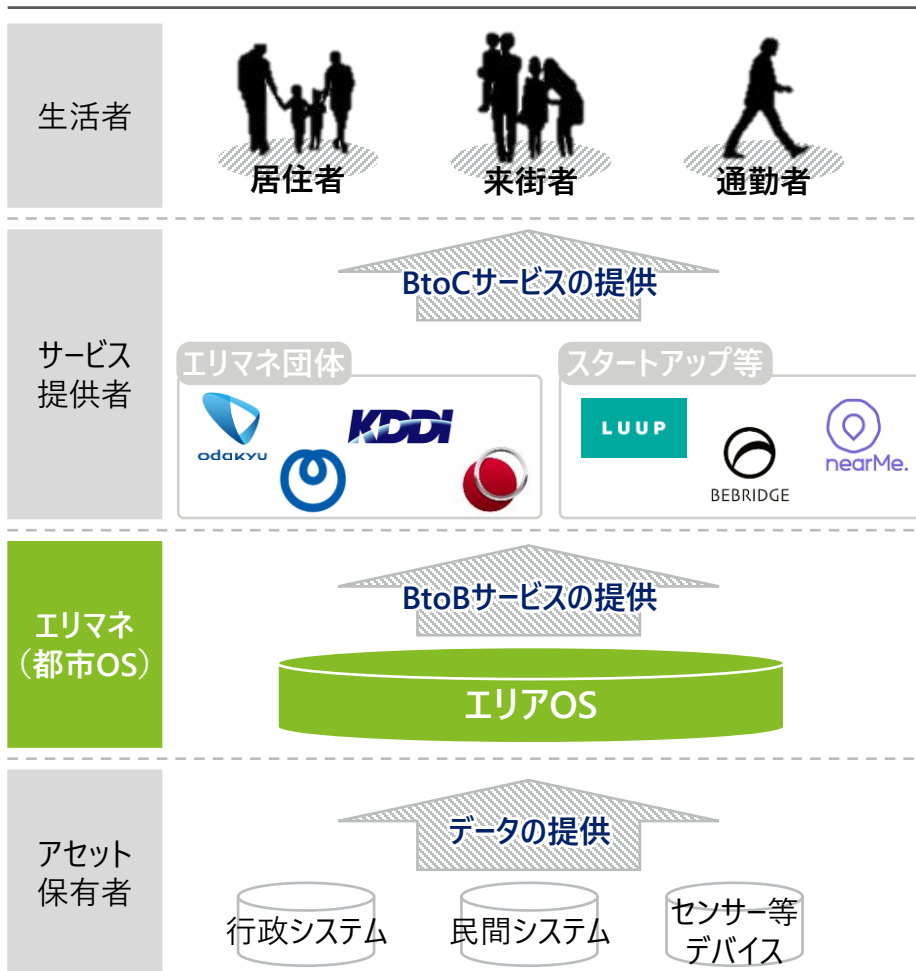 生活者
居住者
来街者
通勤者
BtoCサービスの提供
サービス
提供者
エリマネ団体
スタートアップ等
odakyu
KDDI
LUUP
BEBRIDGE
nearMe.
エリマネ
（都市OS）
BtoBサービスの提供
エリアOS
アセット
保有者
データの提供
行政システム
民間システム
センサー等
デバイス